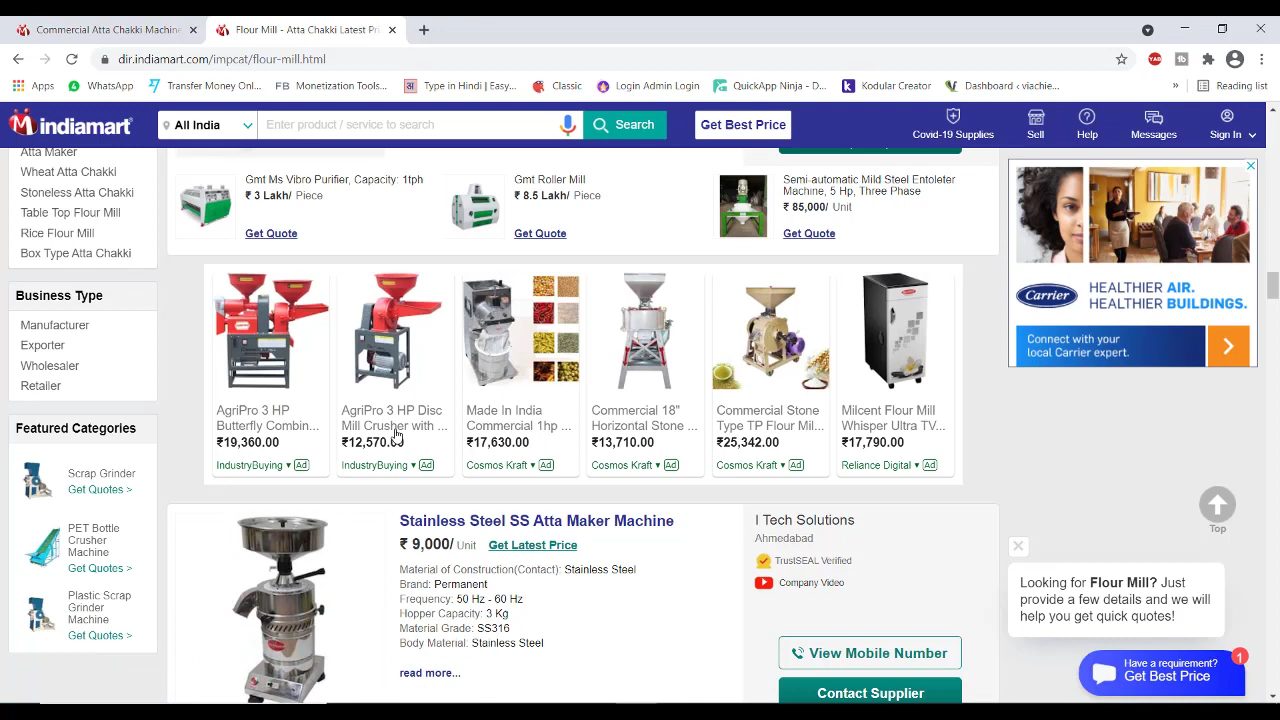 Commercial Atta Chakki Machine
Flour Mill - Atta Chakki Latest Pri
dir.indiamart.com/impcat/flour-mill.html
Apps
WhatsApp
Transfer Money Onl...
FB Monetization Tools...
Type in Hindi | Easy...
Classic
Login Admin Login
QuickApp Ninja - D...
Kodular Creator
Dashboard ‹ viachie...
»
Reading list
indiamart
All India
Enter product / service to search
Search
Get Best Price
Covid-19 Supplies
Sell
Help
Messages
Sign In
Atta Maker
Wheat Atta Chakki
Stoneless Atta Chakki
Table Top Flour Mill
Rice Flour Mill
Box Type Atta Chakki
Business Type
Manufacturer
Exporter
Wholesaler
Retailer
Featured Categories
Scrap Grinder
Get Quotes >
PET Bottle
Crusher
Machine
Get Quotes >
Plastic Scrap
Grinder
Machine
Get Quotes >
Gmt Ms Vibro Purifier, Capacity: 1tph
₹ 3 Lakh/ Piece
Get Quote
Gmt Roller Mill
₹ 8.5 Lakh/ Piece
Get Quote
Semi-automatic Mild Steel Entoleter
Machine, 5 Hp, Three Phase
₹ 85,000/ Unit
Get Quote
AgriPro 3 HP
Butterfly Combin...
₹19,360.00
IndustryBuying ▾ Ad
AgriPro 3 HP Disc
Mill Crusher with ...
₹12,570.00
IndustryBuying ▾ Ad
Made In India
Commercial 1hp ...
₹17,630.00
Cosmos Kraft ▾ Ad
Commercial 18"
Horizontal Stone ...
₹13,710.00
Cosmos Kraft ▾ Ad
Commercial Stone
Type TP Flour Mil...
₹25,342.00
Cosmos Kraft ▾ Ad
Milcent Flour Mill
Whisper Ultra TV...
₹17,790.00
Reliance Digital ▾ Ad
Stainless Steel SS Atta Maker Machine
₹ 9,000/ Unit Get Latest Price
Material of Construction(Contact): Stainless Steel
Brand: Permanent
Frequency: 50 Hz - 60 Hz
Hopper Capacity: 3 Kg
Material Grade: SS316
Body Material: Stainless Steel
read more...
I Tech Solutions
Ahmedabad
TrustSEAL Verified
Company Video
View Mobile Number
Contact Supplier
Carrier
HEALTHIER AIR.
HEALTHIER BUILDINGS.
Connect with your
local Carrier expert.
Top
Looking for Flour Mill? Just
provide a few details and we will
help you get quick quotes!
Have a requirement?
Get Best Price
1